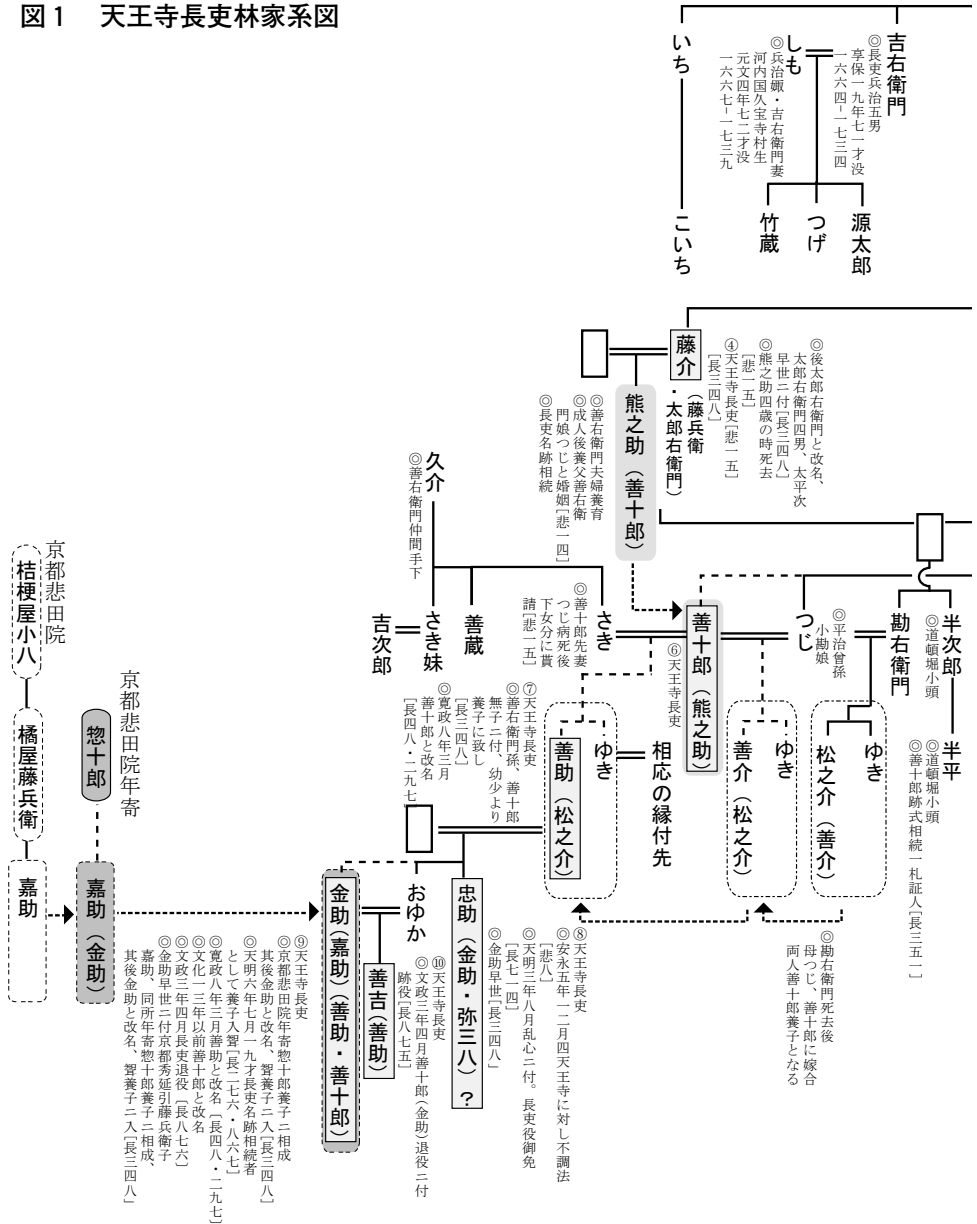 図1　天王寺長吏林家系図
吉右衛門
◎長吏兵治五男
享保一九年七一才没
一六六四-一七三四
しも
◎兵治娵・吉右衛門妻
河内国久宝寺村生
元文四年七二才没
一六六七-一七三九
いち
源太郎
つげ
竹蔵
こいち
藤介
（藤兵衛
・太郎右衛門）
◎後太郎右衛門と改名、
太郎右衛門四男、太平次
早世ニ付[長三四八]
◎熊之助四歳の時死去
[悲一五]
④天王寺長吏[悲一五]
[長三四八]
熊之助（善十郎）
◎善右衛門夫婦養育
◎成人後養父善右衛
門娘つじと婚姻[悲一四]
◎長吏名跡相続
久介
◎善右衛門仲間手下
さき
◎善十郎先妻
つじ病死後
下女分に貰
請[悲一五]
善蔵
さき妹
吉次郎
半次郎
◎道頓堀小頭
半平
◎道頓堀小頭
◎善十郎跡式相続一札証人[長三五一]
勘右衛門
つじ
◎平治曾孫
小勘娘
善十郎（熊之助）
⑥天王寺長吏
ゆき
松之介（善介）
◎勘右衛門死去後
母つじ、善十郎に嫁合
両人善十郎養子となる
ゆき
善介（松之介）
相応の縁付先
ゆき
善助（松之介）
⑦天王寺長吏
◎善右衛門孫、善十郎
無子ニ付、幼少より
養子に致し
[長三四八]
◎寛政八年三月
善十郎と改名
[長四八・二九七]
忠助（金助・弥三八）？
⑧天王寺長吏
◎安永五年一二月四天王寺に対し不調法
[悲八]
◎天明三年八月乱心ニ付。長吏役御免
[長七一四]
◎金助早世[長三四八]
おゆか
金助（嘉助）（善助・善十郎）
善吉（善助）
⑩天王寺長吏
◎文政三年四月善十郎（金助）退役ニ付
跡役[長八七五]
⑨天王寺長吏
◎京都悲田院年寄惣十郎養子ニ相成
其後金助と改名、聟養子ニ入[長三四八]
◎天明六年七月一九才長吏名跡相続者
として養子入聟[長二七六・八六七]
◎寛政八年三月善助と改名[長四八・二九七]
◎文化一三年以前善十郎と改名
◎文政三年四月長吏退役[長八七六]
◎金助早世ニ付京都秀延引藤兵衛子
嘉助、同所年寄惣十郎養子ニ相成、
其後金助と改名、聟養子ニ入[長三四八]
京都悲田院年寄
惣十郎
嘉助（金助）
京都悲田院
桔梗屋小八
橘屋藤兵衛
嘉助